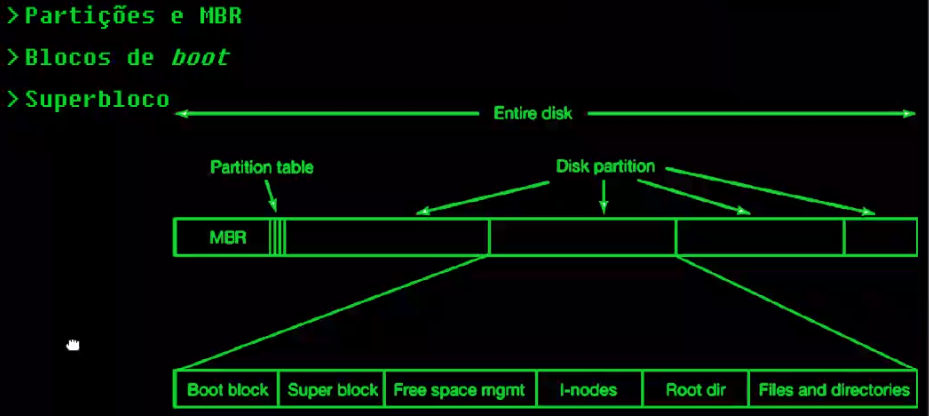 >Partições e MBR
>Blocos de boot
>Superbloco
Entire disk
Partition table
Disk partition
MBR
Boot block
Super block
Free space mgmt
I-nodes
Root dir
Files and directories